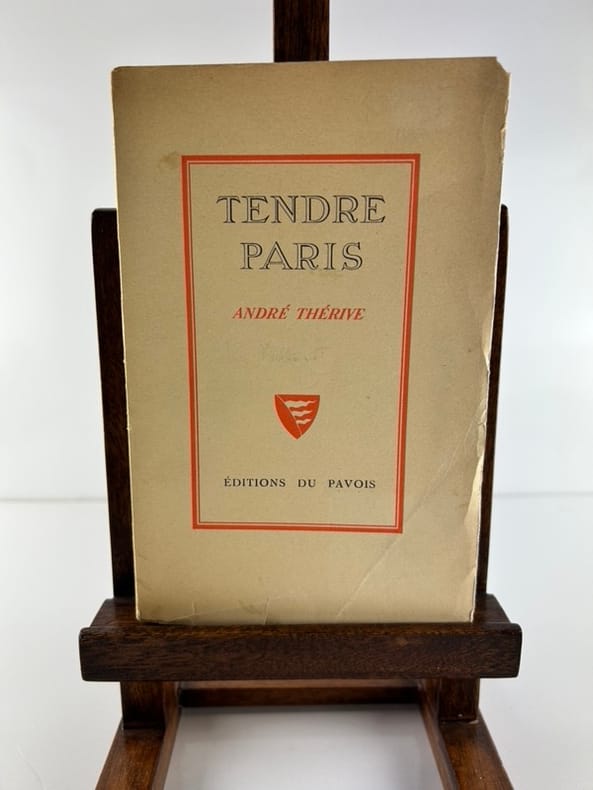 TENDRE
PARIS
ANDRÉ THÉRIVE
ÉDITIONS DU PAVOIS